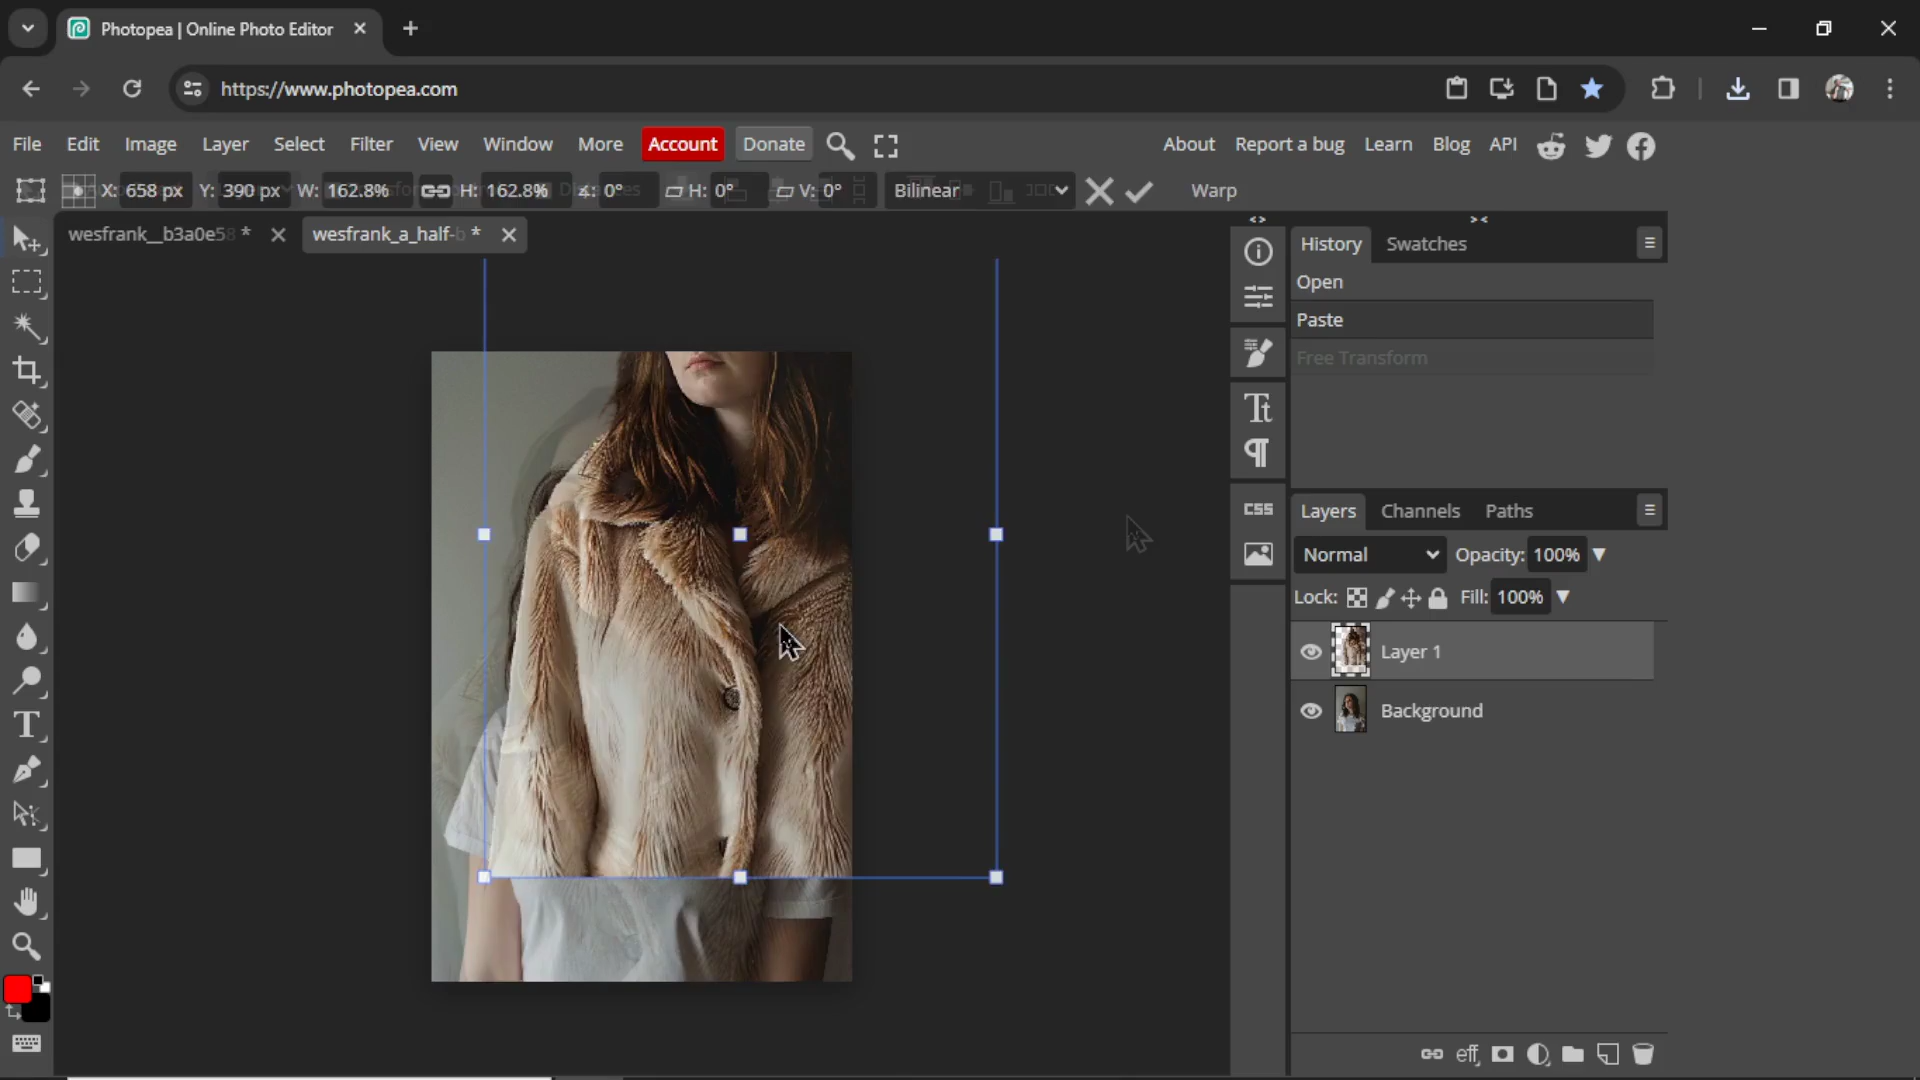 Photopea | Online Photo Editor
https://www.photopea.com
File Edit Image Layer Select Filter View Window More Account Donate About Report a bug Learn Blog API
X: 658 px Y: 390 px W: 162.8% H: 162.8% ∡: 0° H: 0° V: 0° Bilinear Warp
wesfrank__b3a0e58 * wesfrank_a_half-b *
History Swatches
Open
Paste
Free Transform
CSS
Layers Channels Paths
Normal Opacity: 100%
Lock: Fill: 100%
Layer 1
Background
eff